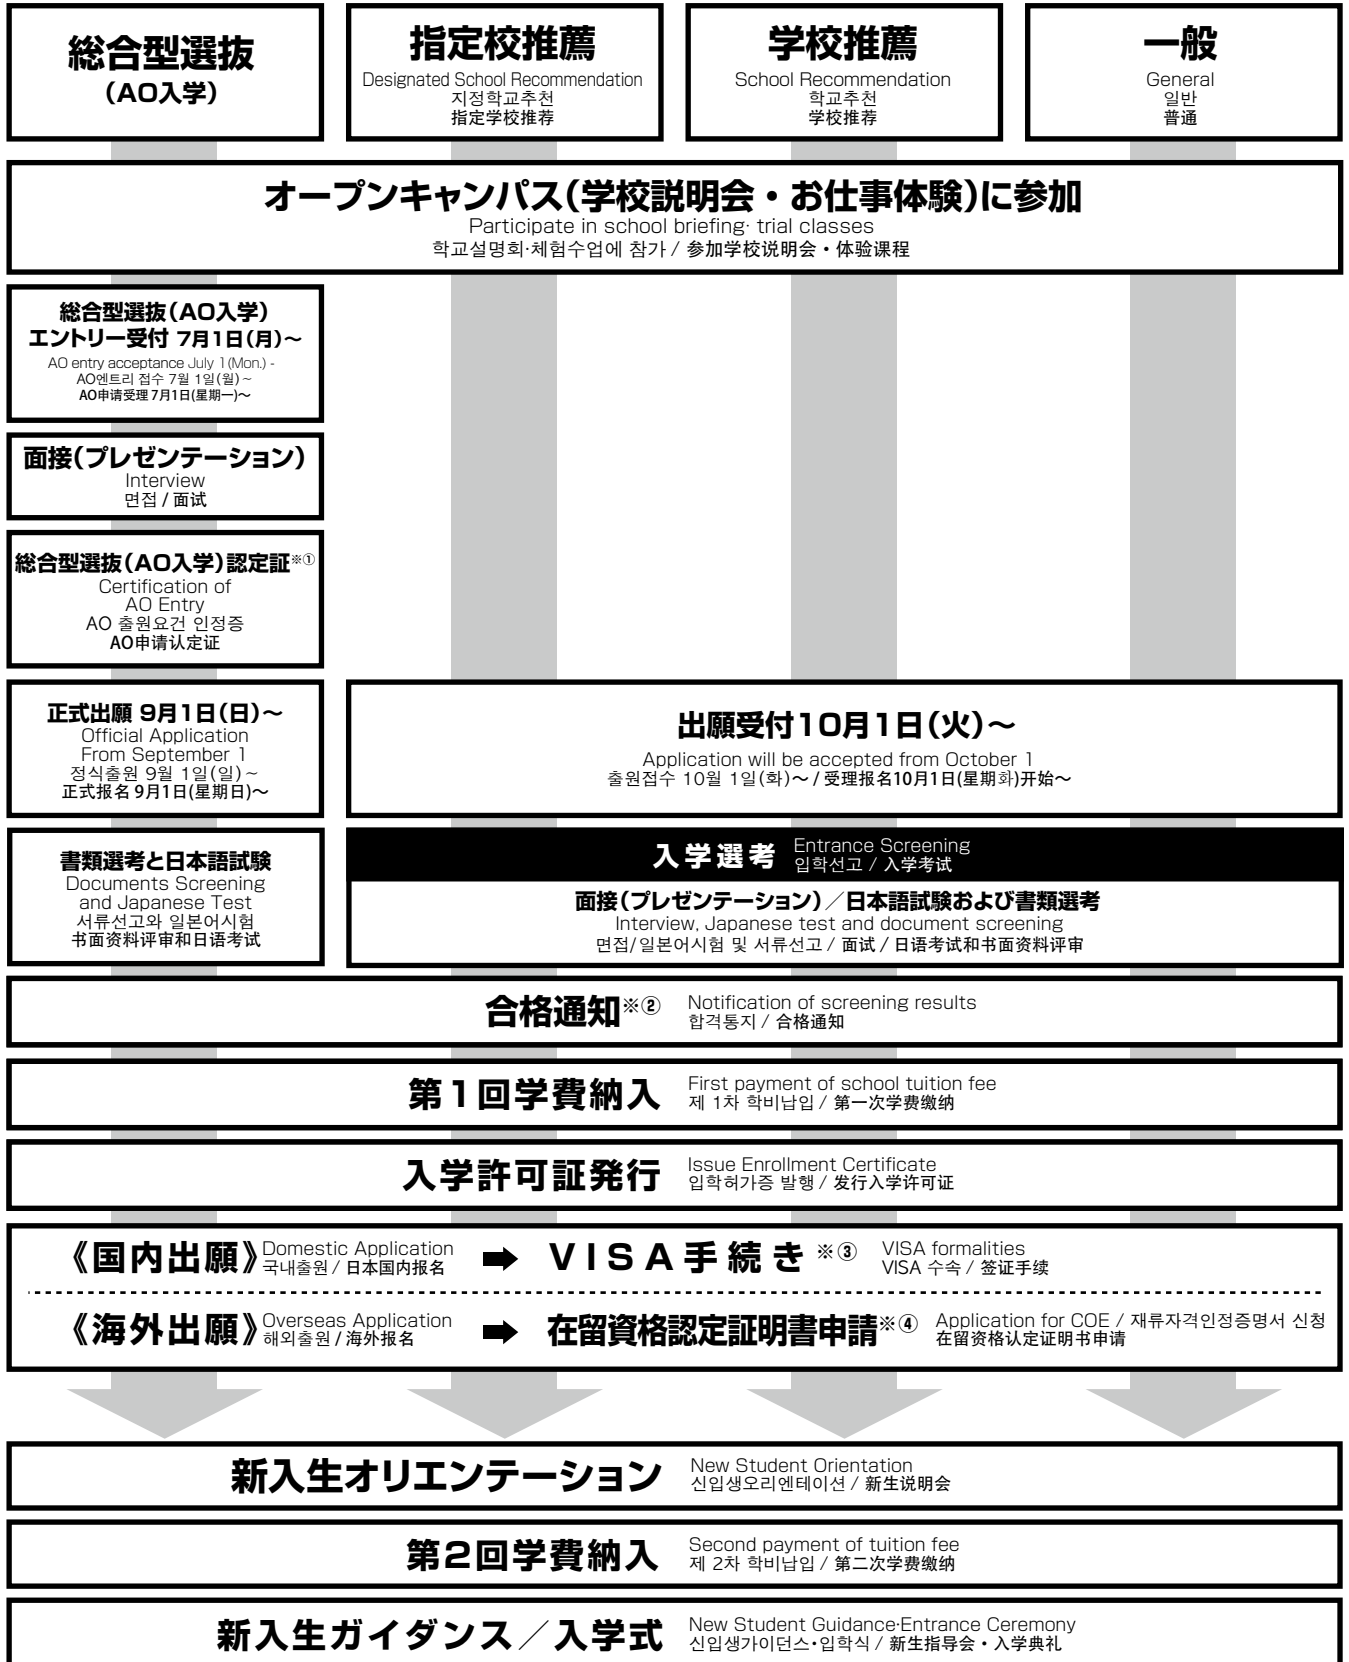 総合型選抜
(AO入学)
指定校推薦
Designated School Recommendation
지정학교추천
指定学校推荐
学校推薦
School Recommendation
학교추천
学校推荐
一般
General
일반
普通
オープンキャンパス(学校説明会・お仕事体験)に参加
Participate in school briefing· trial classes
학교설명회·체험수업에 참가 / 参加学校说明会・体验课程
総合型選抜(AO入学)
エントリー受付 7月1日(月)～
AO entry acceptance July 1(Mon.) -
AO엔트리 접수 7월 1일(월) ~
AO申请受理 7月1日(星期一)～
面接(プレゼンテーション)
Interview
면접 / 面试
総合型選抜(AO入学)認定証※①
Certification of
AO Entry
AO 출원요건 인정증
AO申请认定证
正式出願 9月1日(日)～
Official Application
From September 1
정식출원 9월 1일(일) ~
正式报名 9月1日(星期日)～
出願受付10月1日(火)～
Application will be accepted from October 1
출원접수 10월 1일(화)～ / 受理报名10月1日(星期화)开始～
書類選考と日本語試験
Documents Screening
and Japanese Test
서류선고와 일본어시험
书面资料评审和日语考试
入学選考 Entrance Screening
입학선고 / 入学考试
面接(プレゼンテーション)／日本語試験および書類選考
Interview, Japanese test and document screening
면접/일본어시험 및 서류선고 / 面试 / 日语考试和书面资料评审
合格通知※② Notification of screening results
합격통지 / 合格通知
第1回学費納入 First payment of school tuition fee
제 1차 학비납입 / 第一次学费缴纳
入学許可証発行 Issue Enrollment Certificate
입학허가증 발행 / 发行入学许可证
《国内出願》 Domestic Application
국내출원 / 日本国内报名
➡ VISA手続き※③ VISA formalities
VISA 수속 / 签证手续
《海外出願》 Overseas Application
해외출원 / 海外报名
➡ 在留資格認定証明書申請※④ Application for COE / 재류자격인정증명서 신청
在留资格认定证明书申请
新入生オリエンテーション New Student Orientation
신입생오리엔테이션 / 新生说明会
第2回学費納入 Second payment of tuition fee
제 2차 학비납입 / 第二次学费缴纳
新入生ガイダンス／入学式 New Student Guidance·Entrance Ceremony
신입생가이던스·입학식 / 新生指导会・入学典礼